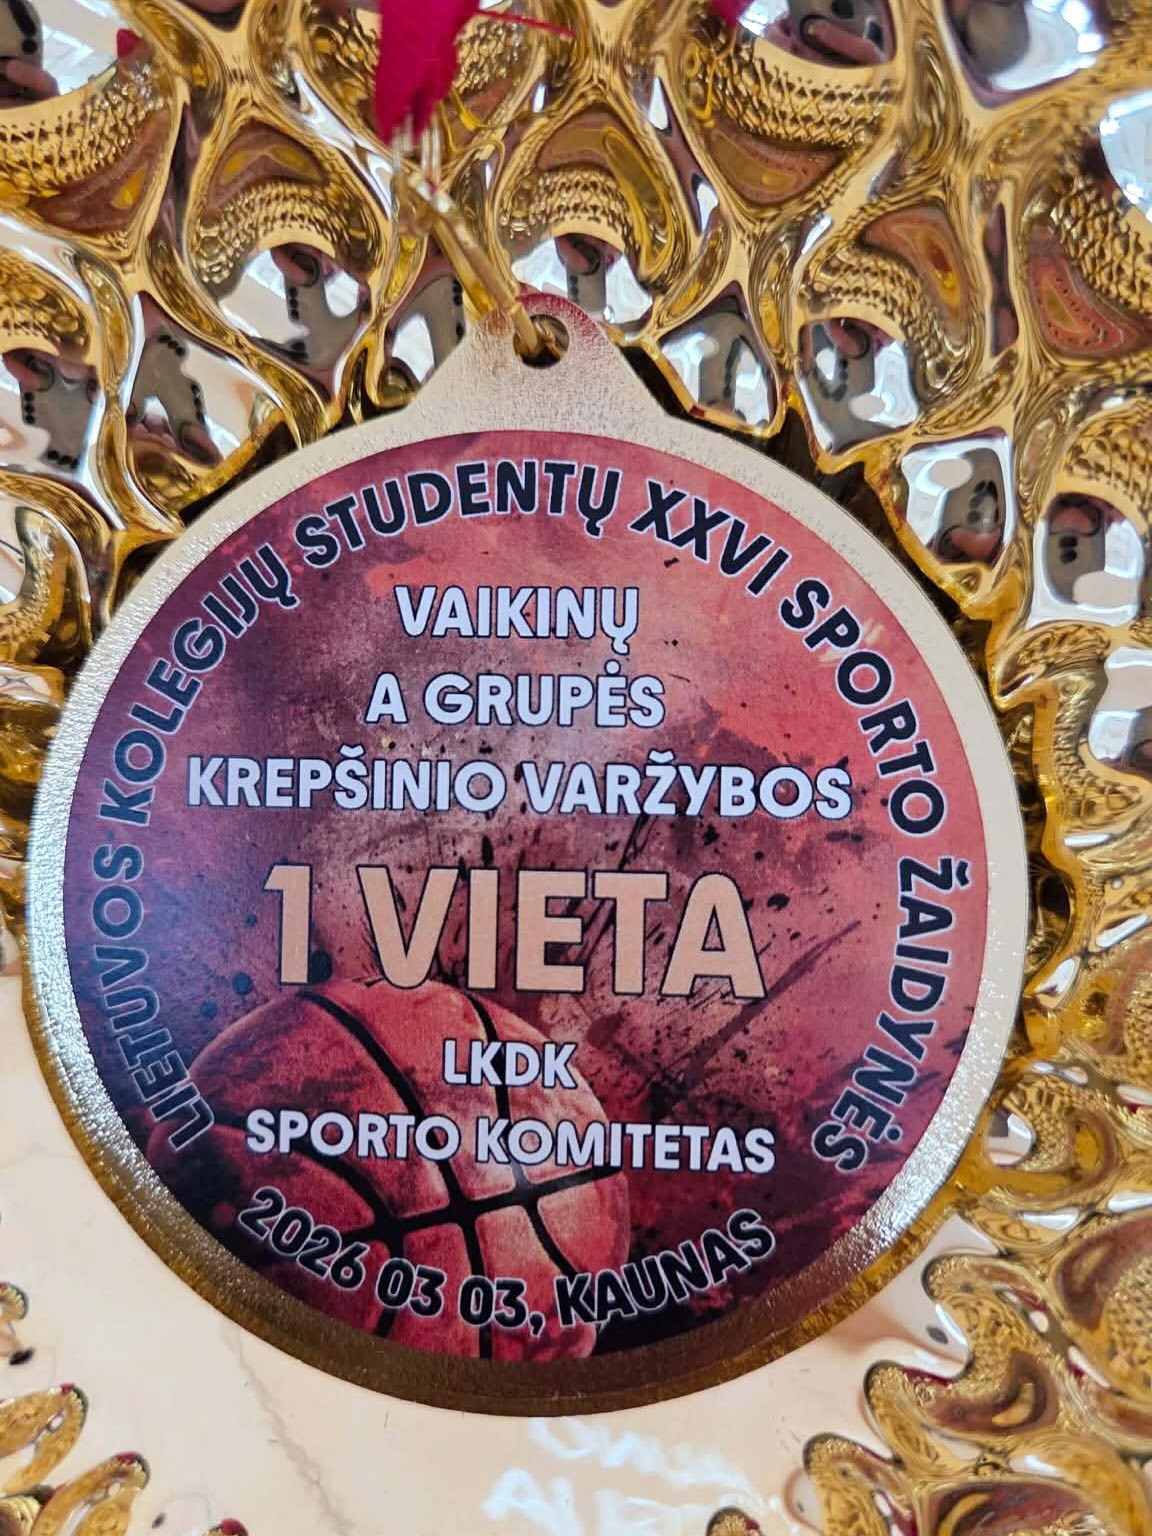 LIETUVOS KOLEGIJŲ STUDENTŲ XXVI SPORTO ŽAIDYNĖS
VAIKINŲ
A GRUPĖS
KREPŠINIO VARŽYBOS
1 VIETA
LKDK
SPORTO KOMITETAS
2026 03 03, KAUNAS